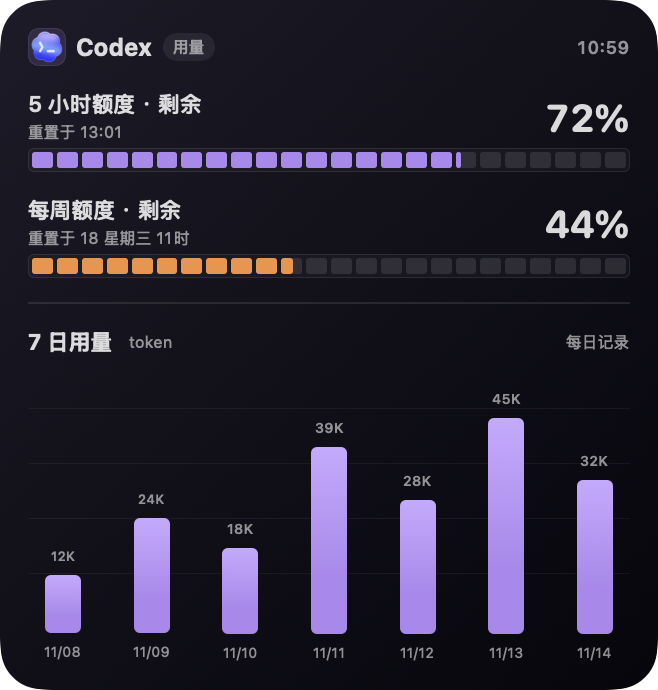 Codex 用量 10:59
5 小时额度 · 剩余 72%
重置于 13:01
每周额度 · 剩余 44%
重置于 18 星期三 11时
7 日用量 token 每日记录
12K 24K 18K 39K 28K 45K 32K
11/08 11/09 11/10 11/11 11/12 11/13 11/14